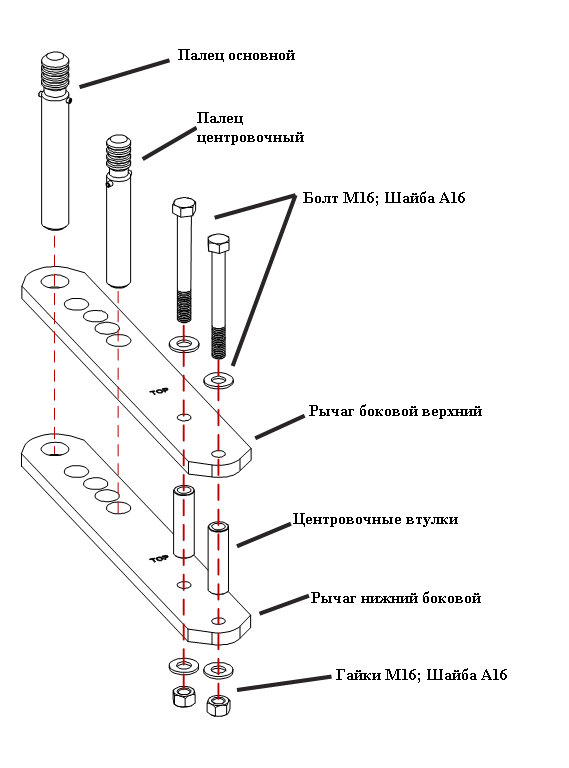 Палец основной
Палец
центровочный
Болт М16; Шайба А16
TOP
Рычаг боковой верхний
Центровочные втулки
TOP
Рычаг нижний боковой
Гайки М16; Шайба А16